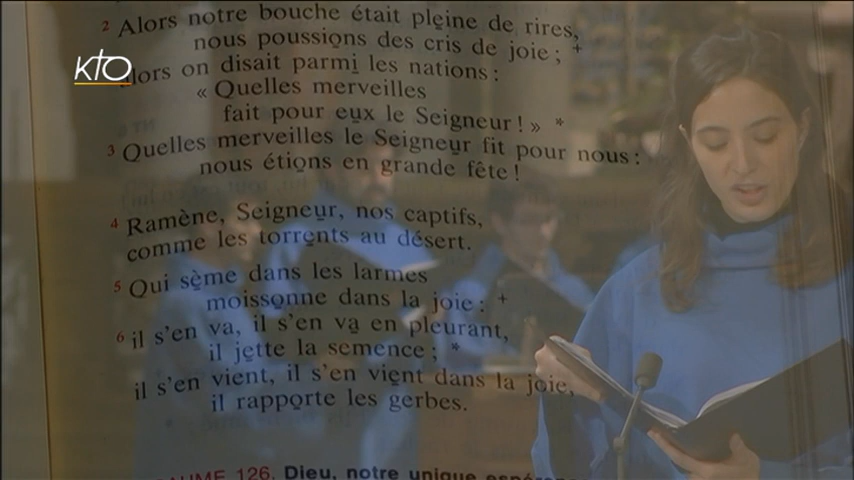 KTO
2 Alors notre bouche était pleine de rires,
nous poussions des cris de joie ; +
alors on disait parmi les nations :
« Quelles merveilles
fait pour eux le Seigneur ! » *
3 Quelles merveilles le Seigneur fit pour nous :
nous étions en grande fête !
4 Ramène, Seigneur, nos captifs,
comme les torrents au désert.
5 Qui sème dans les larmes
moissonne dans la joie : +
6 il s'en va, il s'en va en pleurant,
il jette la semence ; *
il s'en vient, il s'en vient dans la joie,
il rapporte les gerbes.
PSAUME 126. Dieu, notre unique